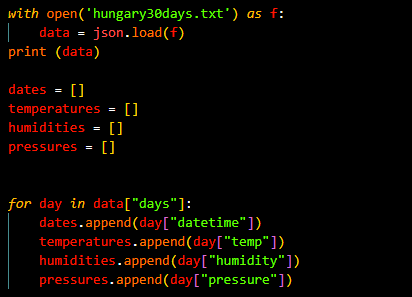 with open('hungary30days.txt') as f:
    data = json.load(f)
print (data)
dates = []
temperatures = []
humidities = []
pressures = []
for day in data["days"]:
    dates.append(day["datetime"])
    temperatures.append(day["temp"])
    humidities.append(day["humidity"])
    pressures.append(day["pressure"])